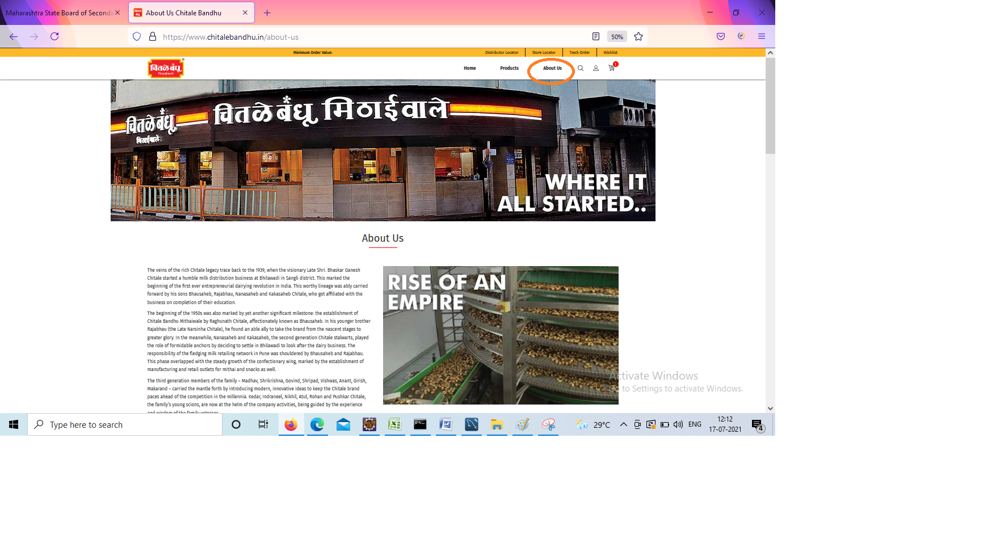 Maharashtra State Board of Seconda
About Us Chitale Bandhu
https://www.chitalebandhu.in/about-us
50%
Minimum Order Value:
Distributor Locator
Store Locator
Track Order
Wishlist
चितळे बंधू
मिठाईवाले
Home
Products
About Us
1
चितळे बंधू
मिठाईवाले
चितळे बंधू मिठाईवाले
WHERE IT
ALL STARTED..
About Us
The veins of the rich Chitale legacy trace back to the 1939, when the visionary Late Shri. Bhaskar Ganesh
Chitale started a humble milk distribution business at Bhilawadi in Sangli district. This marked the
beginning of the first ever entrepreneurial dairying revolution in India. This worthy lineage was ably carried
forward by his sons Bhausaheb, Rajabhau, Nanasaheb and Kakasaheb Chitale, who got affiliated with the
business on completion of their education.
The beginning of the 1950s was also marked by yet another significant milestone: the establishment of
Chitale Bandhu Mithaiwale by Raghunath Chitale, affectionately known as Bhausaheb. In his younger brother
Rajabhau (the Late Narsinha Chitale), he found an able ally to take the brand from the nascent stages to
greater glory. In the meanwhile, Nanasaheb and Kakasaheb, the second generation Chitale stalwarts, played
the role of formidable anchors by deciding to settle in Bhilawadi to look after the dairy business. The
responsibility of the fledging milk retailing network in Pune was shouldered by Bhausaheb and Rajabhau.
This phase overlapped with the steady growth of the confectionary wing, marked by the establishment of
manufacturing and retail outlets for mithai and snacks as well.
The third generation members of the family – Madhav, Shrikrishna, Govind, Shripad, Vishwas, Anant, Girish,
Makarand – carried the mantle forth by introducing modern, innovative ideas to keep the Chitale brand
paces ahead of the competition in the millennia. Kedar, Indraneel, Nikhil, Atul, Rohan and Pushkar Chitale,
the family's young scions, are now at the helm of the company activities, being guided by the experience
and wisdom of the family veterans.
RISE OF AN
EMPIRE
Activate Windows
to Settings to activate Windows.
Type here to search
29°C
ENG
12:12
17-07-2021
4